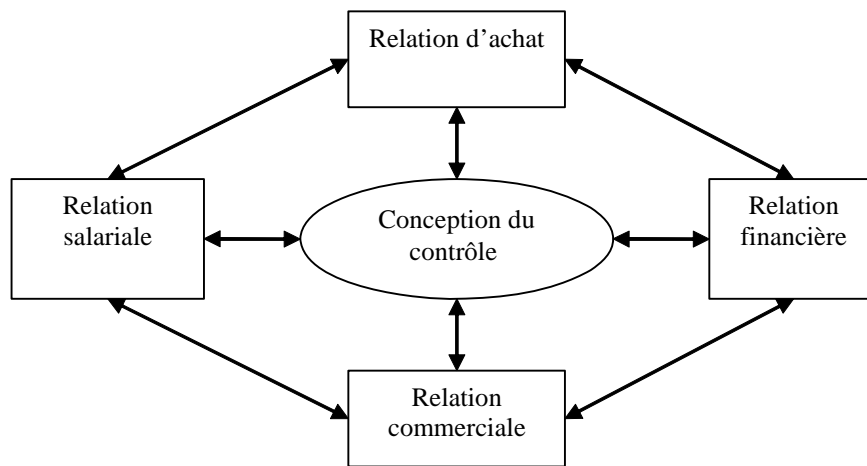 Relation d’achat
Relation
salariale
Conception du
contrôle
Relation
financière
Relation
commerciale